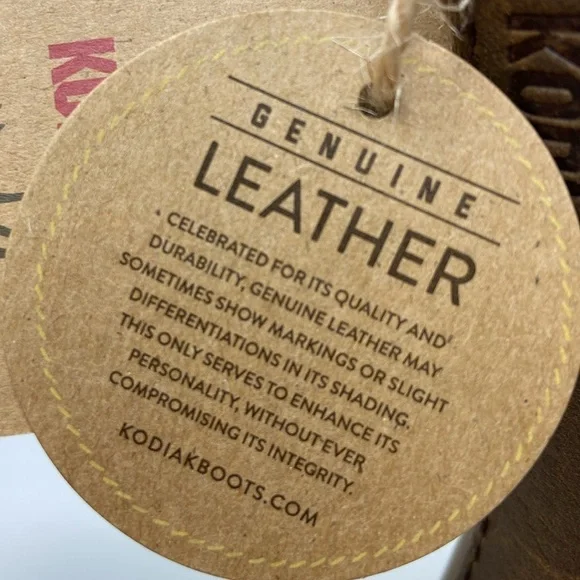 GENUINE
LEATHER
CELEBRATED FOR ITS QUALITY AND
DURABILITY, GENUINE LEATHER MAY
SOMETIMES SHOW MARKINGS OR SLIGHT
DIFFERENTIATIONS IN ITS SHADING.
THIS ONLY SERVES TO ENHANCE ITS
PERSONALITY, WITHOUT EVER
COMPROMISING ITS INTEGRITY.
KODIAKBOOTS.COM